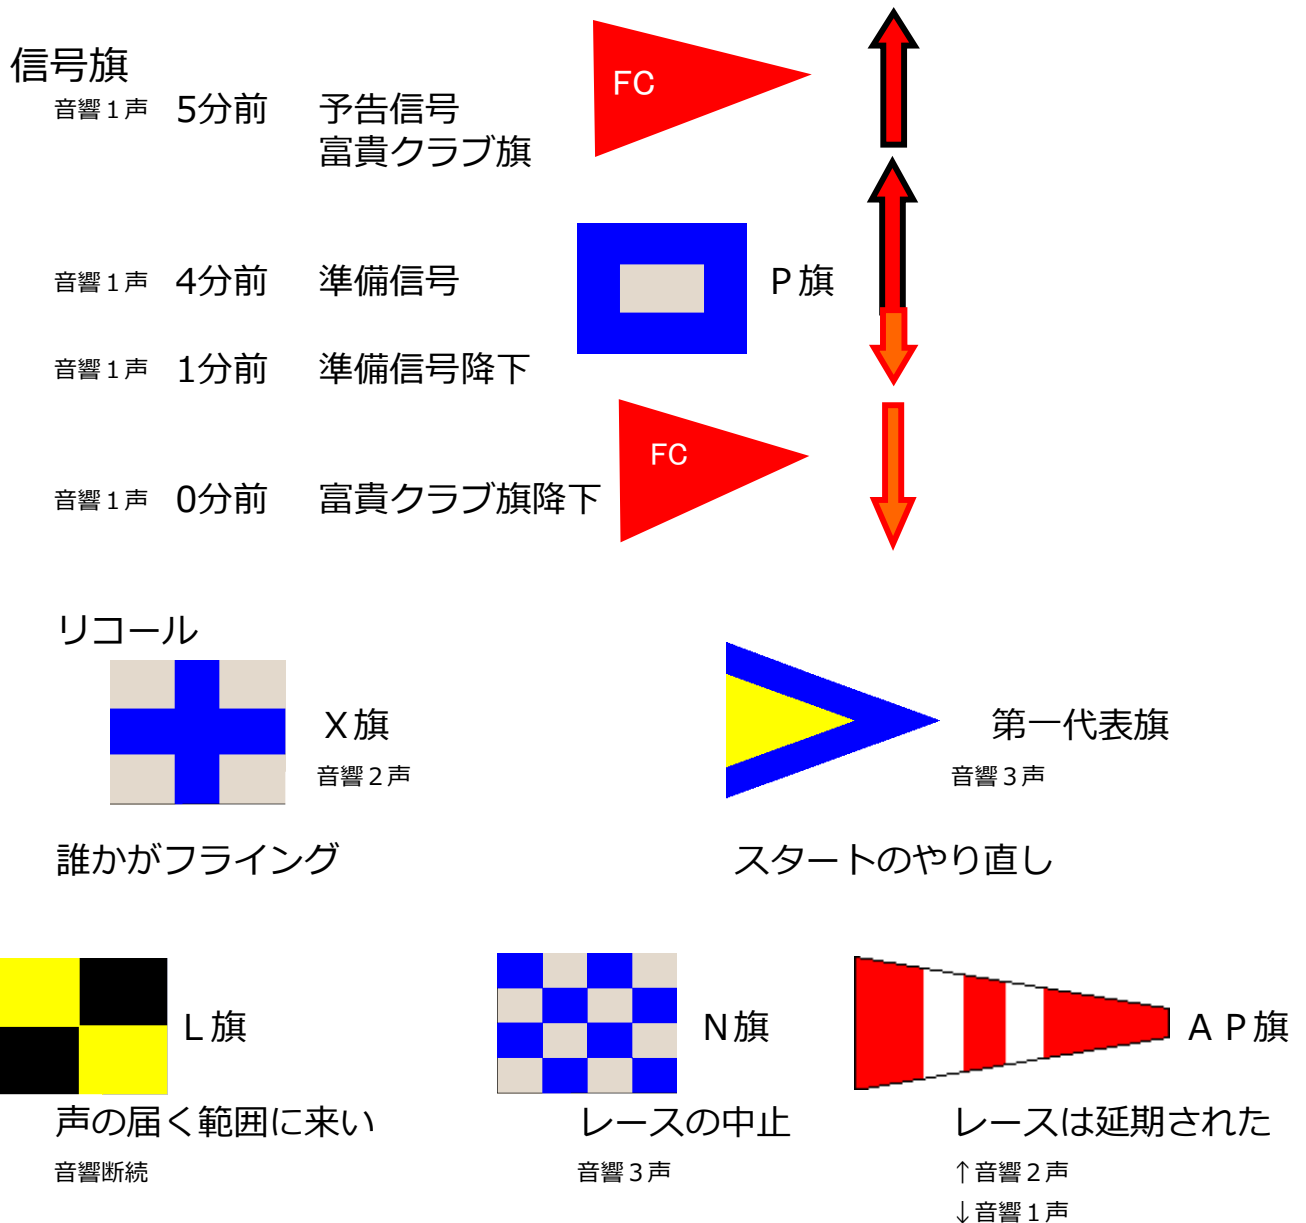 信号旗
音響１声 5分前 予告信号 FC
富貴クラブ旗
音響１声 4分前 準備信号 Ｐ旗
音響１声 1分前 準備信号降下
音響１声 0分前 富貴クラブ旗降下 FC
リコール
Ｘ旗 第一代表旗
音響２声 音響３声
誰かがフライング スタートのやり直し
Ｌ旗 Ｎ旗 ＡＰ旗
声の届く範囲に来い レースの中止 レースは延期された
音響断続 音響３声 ↑音響２声
↓音響１声